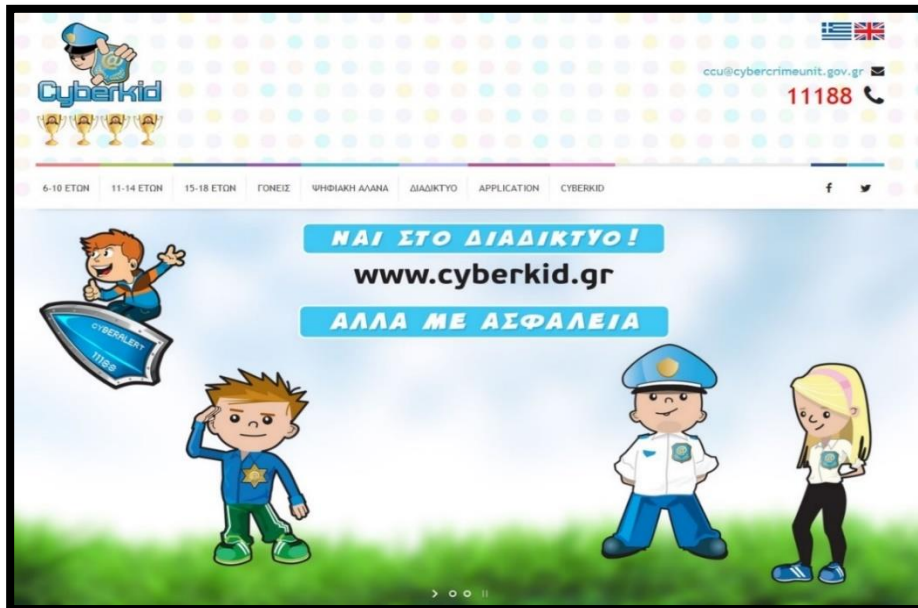 Cyberkid
ccu@cybercrimeunit.gov.gr
11188
6-10 ΕΤΩΝ 11-14 ΕΤΩΝ 15-18 ΕΤΩΝ ΓΟΝΕΙΣ ΨΗΦΙΑΚΗ ΑΛΑΝΑ ΔΙΑΔΙΚΤΥΟ APPLICATION CYBERKID
ΝΑΙ ΣΤΟ ΔΙΑΔΙΚΤΥΟ!
www.cyberkid.gr
ΑΛΛΑ ΜΕ ΑΣΦΑΛΕΙΑ
CYBERALERT
11188